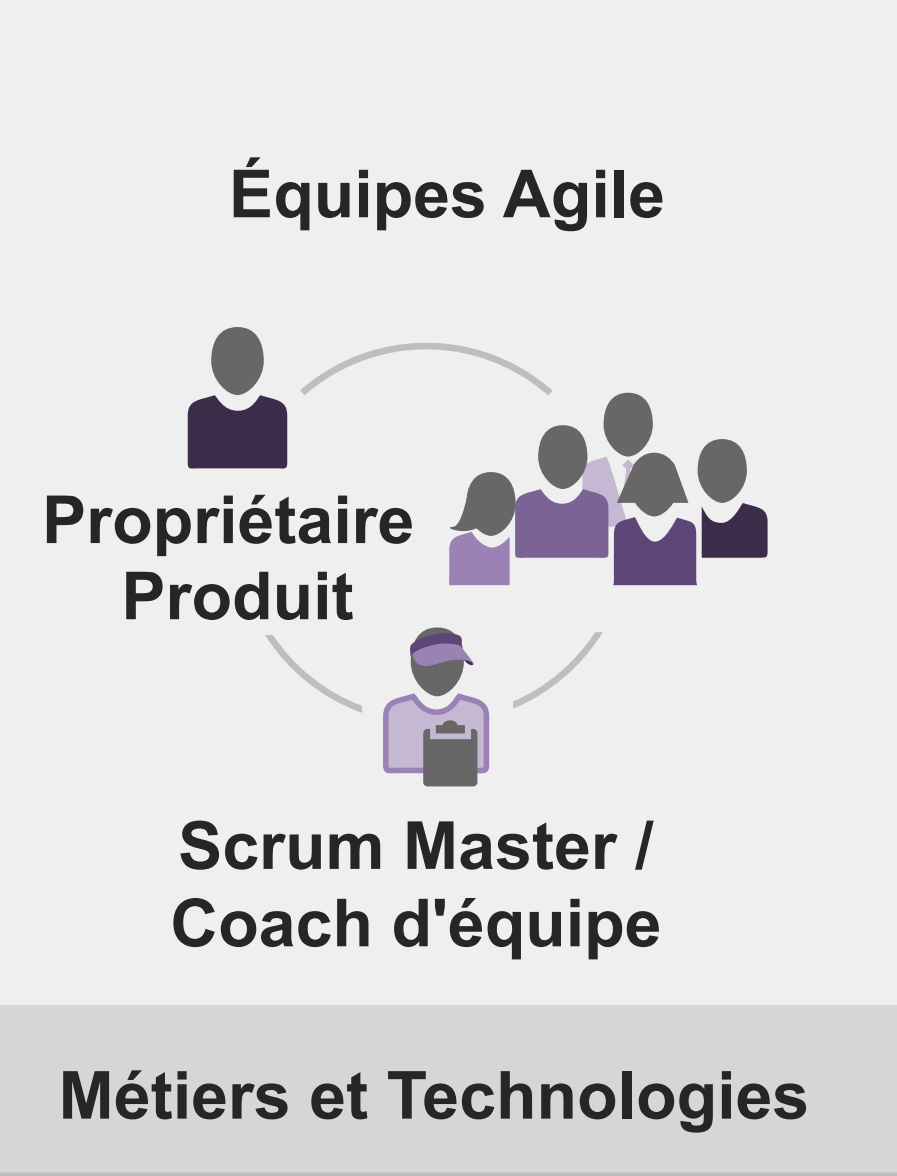 Équipes Agile
Propriétaire
Produit
Scrum Master /
Coach d'équipe
Métiers et Technologies